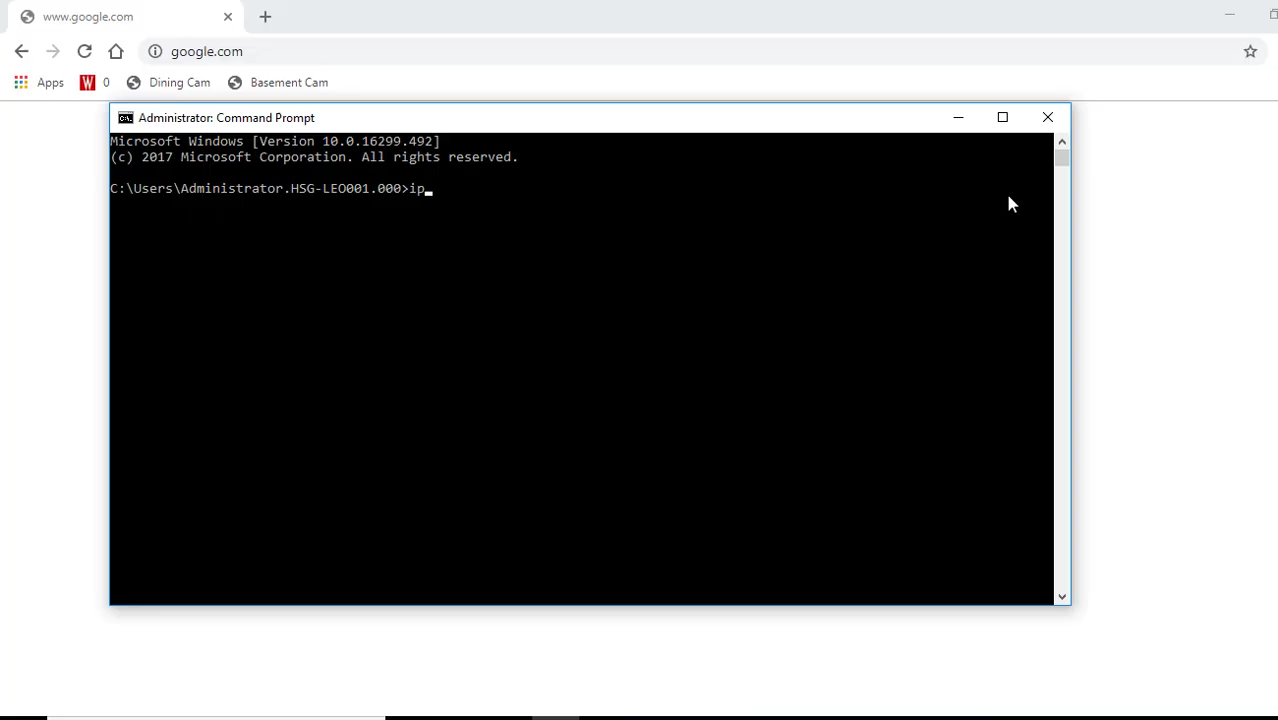 www.google.com
google.com
Apps
W 0
Dining Cam
Basement Cam
C:\. Administrator: Command Prompt
Microsoft Windows [Version 10.0.16299.492]
(c) 2017 Microsoft Corporation. All rights reserved.
C:\Users\Administrator.HSG-LEO001.000>ip_